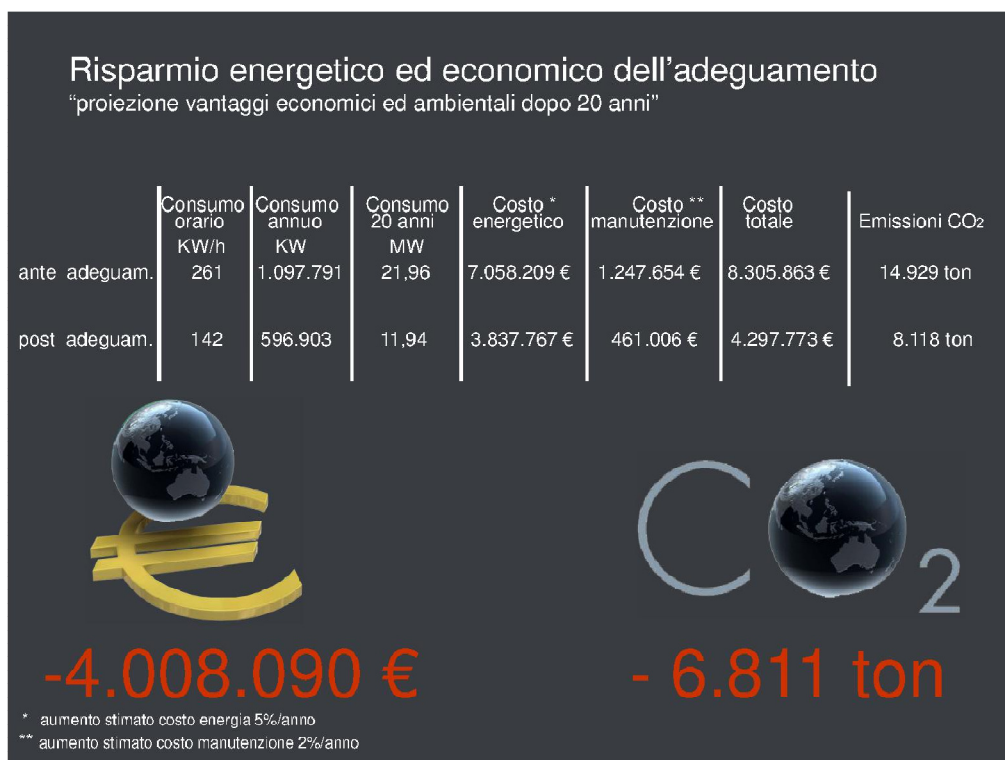 Risparmio energetico ed economico dell'adeguamento
“proiezione vantaggi economici ed ambientali dopo 20 anni”
Consumo orario KW/h Consumo annuo KW Consumo 20 anni MW Costo * energetico Costo ** manutenzione Costo totale Emissioni CO2
ante adeguam. 261 1.097.791 21,96 7.058.209 € 1.247.654 € 8.305.863 € 14.929 ton
post adeguam. 142 596.903 11,94 3.837.767 € 461.006 € 4.297.773 € 8.118 ton
€
CO2
-4.008.090 €
- 6.811 ton
* aumento stimato costo energia 5%/anno
** aumento stimato costo manutenzione 2%/anno